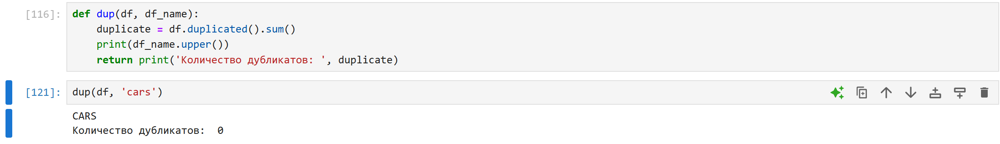 [116]:
def dup(df, df_name):
    duplicate = df.duplicated().sum()
    print(df_name.upper())
    return print('Количество дубликатов: ', duplicate)
[121]:
dup(df, 'cars')
CARS
Количество дубликатов:  0